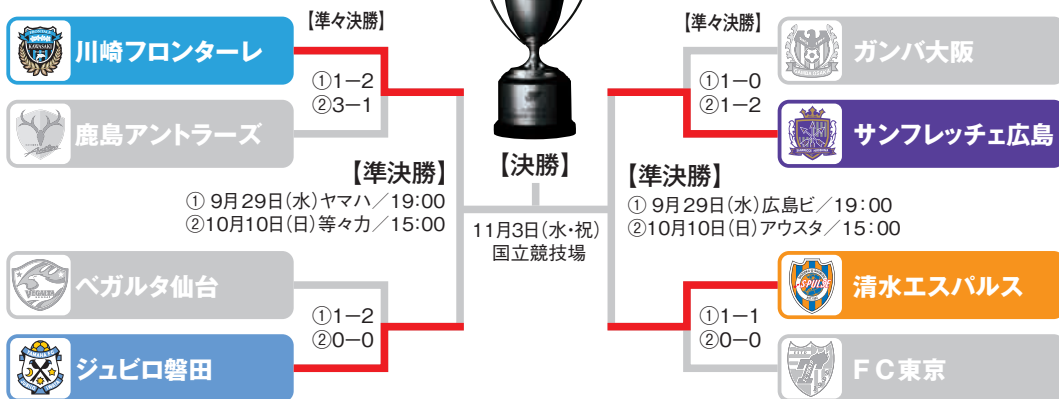 【準々決勝】
川崎フロンターレ
①1−2
②3−1
鹿島アントラーズ
【準決勝】
① 9月29日(水)ヤマハ／19:00
②10月10日(日)等々力／15:00
ベガルタ仙台
①1−2
②0−0
ジュビロ磐田
【決勝】
11月3日(水・祝)
国立競技場
【準々決勝】
ガンバ大阪
①1−0
②1−2
サンフレッチェ広島
【準決勝】
① 9月29日(水)広島ビ／19:00
②10月10日(日)アウスタ／15:00
清水エスパルス
①1−1
②0−0
FC東京